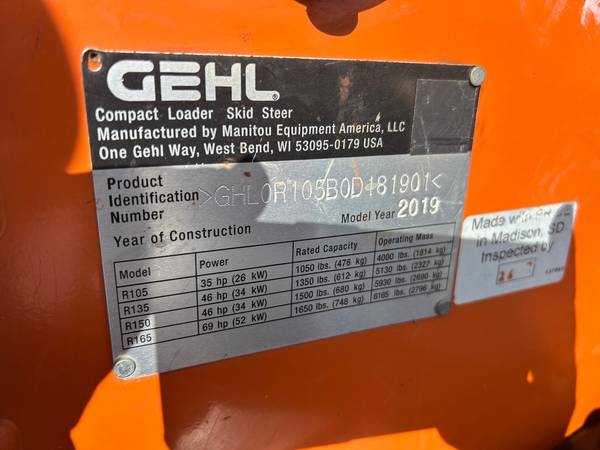 GEHL®
Compact Loader Skid Steer
Manufactured by Manitou Equipment America, LLC
One Gehl Way, West Bend, WI 53095-0179 USA
Product
Identification >GHL0R105B0D181901<
Number
Model Year 2019
Year of Construction
Model Power Rated Capacity Operating Mass
R105 35 hp (26 kW) 1050 lbs. (476 kg) 4000 lbs. (1814 kg)
R135 46 hp (34 kW) 1350 lbs. (612 kg) 5130 lbs. (2327 kg)
R150 46 hp (34 kW) 1500 lbs. (680 kg) 5930 lbs. (2690 kg)
R165 69 hp (52 kW) 1650 lbs. (748 kg) 6165 lbs. (2796 kg)
Made with
in Madison, SD
Inspected by